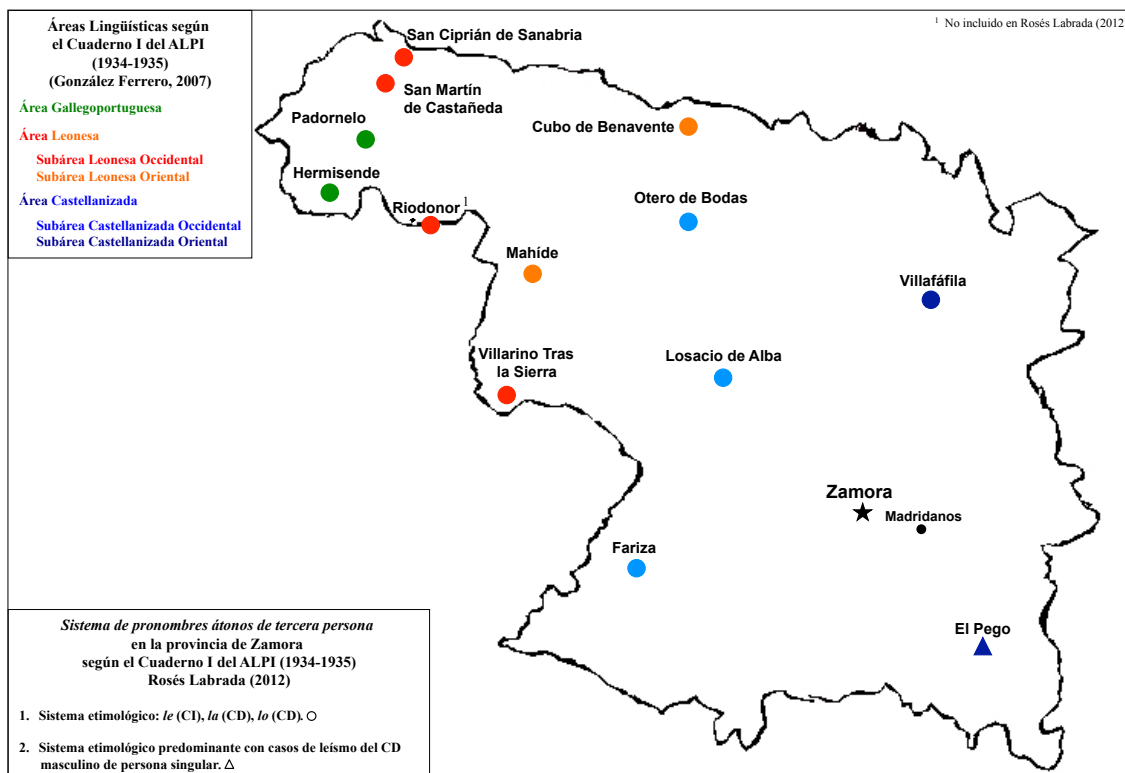 Áreas Lingüísticas según
el Cuaderno I del ALPI
(1934-1935)
(González Ferrero, 2007)
Área Gallegoportuguesa
Área Leonesa
Subárea Leonesa Occidental
Subárea Leonesa Oriental
Área Castellanizada
Subárea Castellanizada Occidental
Subárea Castellanizada Oriental
1 No incluido en Rosés Labrada (2012
San Ciprián de Sanabria
San Martín
de Castañeda
Padornelo
Cubo de Benavente
Hermisende
Otero de Bodas
Riodonor 1
Mahíde
Villafáfila
Villarino Tras
la Sierra
Losacio de Alba
Zamora
Madridanos
Fariza
El Pego
Sistema de pronombres átonos de tercera persona
en la provincia de Zamora
según el Cuaderno I del ALPI (1934-1935)
Rosés Labrada (2012)
1. Sistema etimológico: le (CI), la (CD), lo (CD). ○
2. Sistema etimológico predominante con casos de leísmo del CD
masculino de persona singular. △